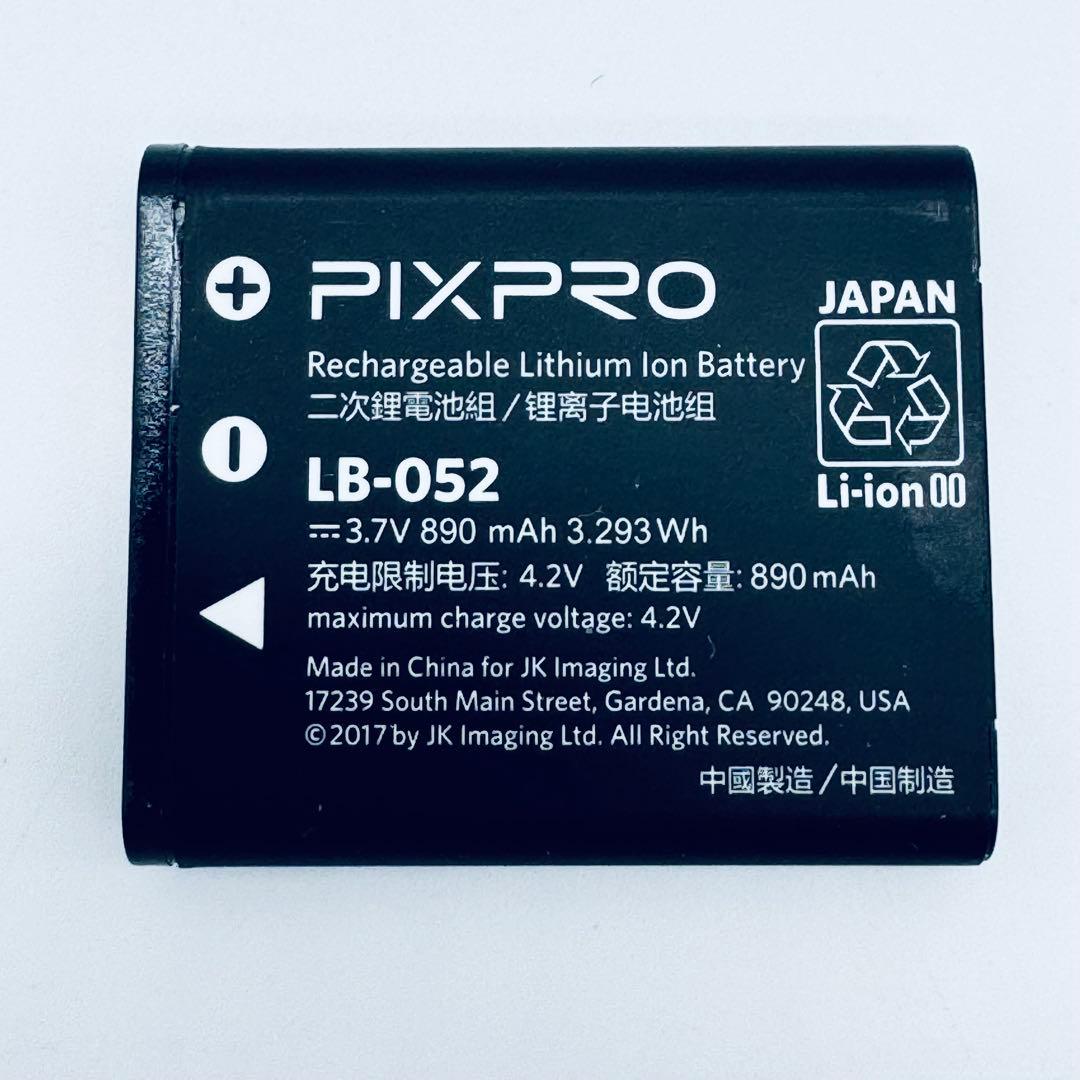 PIXPRO
JAPAN
Rechargeable Lithium Ion Battery
二次鋰電池組/锂离子电池组
LB-052
Li-ion 00
3.7V 890 mAh 3.293Wh
充电限制电压: 4.2V 额定容量: 890mAh
maximum charge voltage: 4.2V
Made in China for JK Imaging Ltd.
17239 South Main Street, Gardena, CA 90248, USA
©2017 by JK Imaging Ltd. All Right Reserved.
中國製造/中国制造